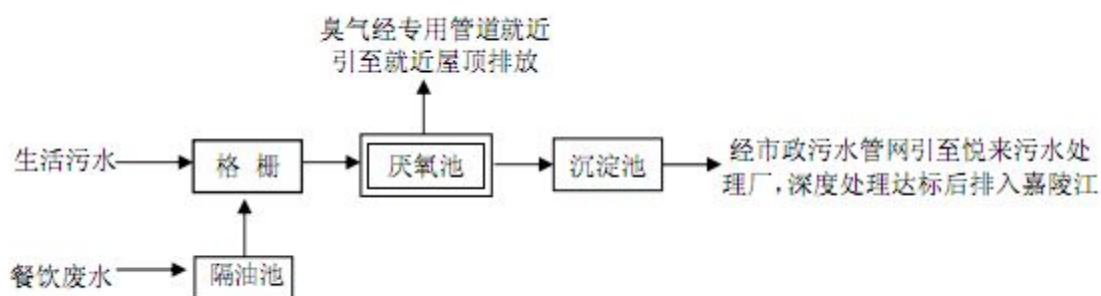 臭气经专用管道就近
引至就近屋顶排放
生活污水
格 栅
厌氧池
沉淀池
经市政污水管网引至悦来污水处
理厂，深度处理达标后排入嘉陵江
餐饮废水
隔油池